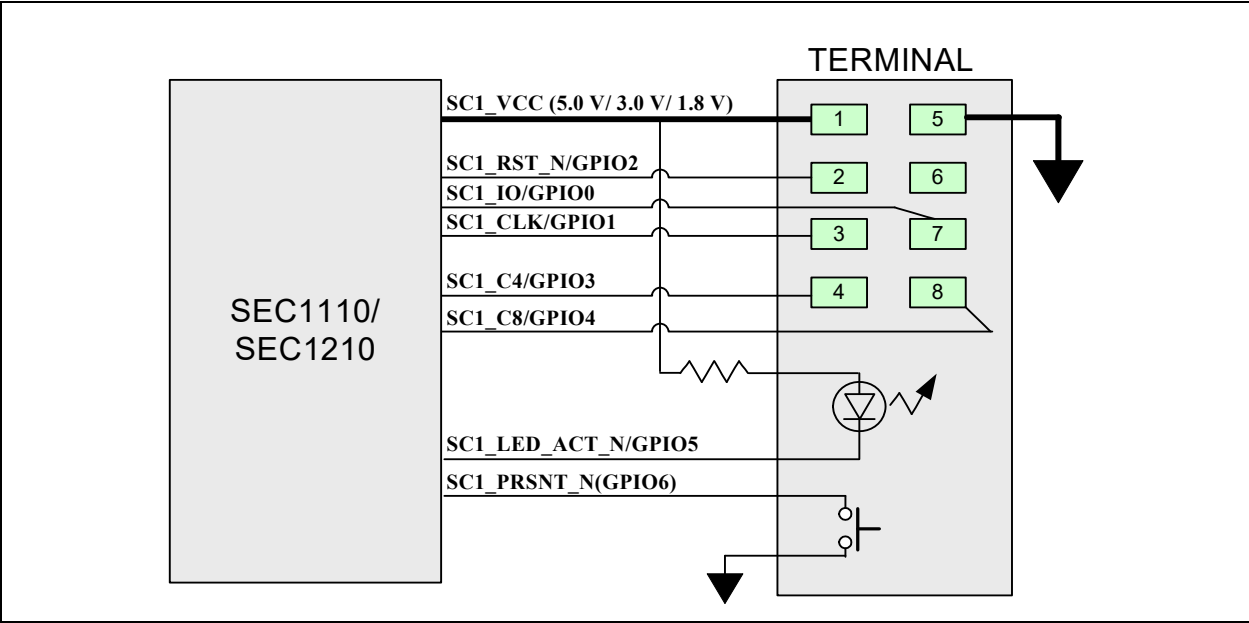 TERMINAL
SC1_VCC (5.0 V/ 3.0 V/ 1.8 V)
1
5
SC1_RST_N/GPIO2
2
6
SC1_IO/GPIO0
SC1_CLK/GPIO1
3
7
SC1_C4/GPIO3
4
8
SC1_C8/GPIO4
SEC1110/
SEC1210
SC1_LED_ACT_N/GPIO5
SC1_PRSNT_N(GPIO6)